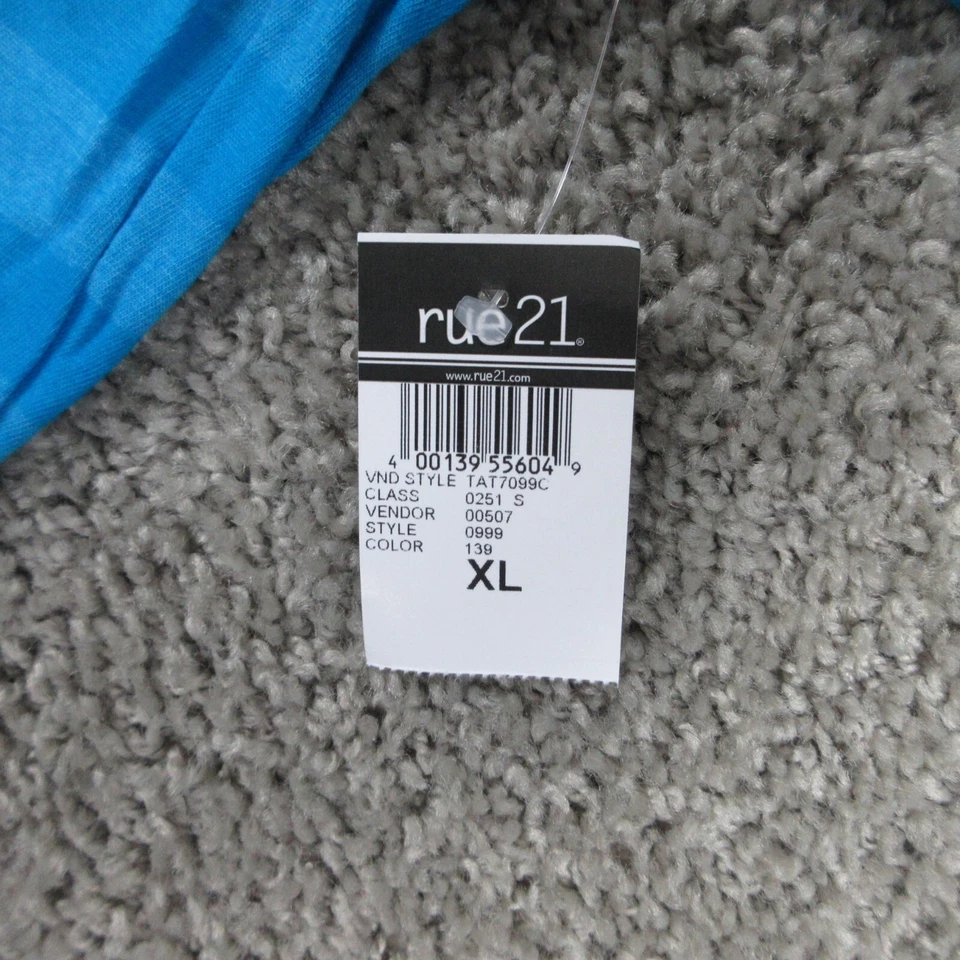 rue21®
www.rue21.com
4 00139 55604 9
VND STYLE TAT7099C
CLASS 0251 S
VENDOR 00507
STYLE 0999
COLOR 139
XL